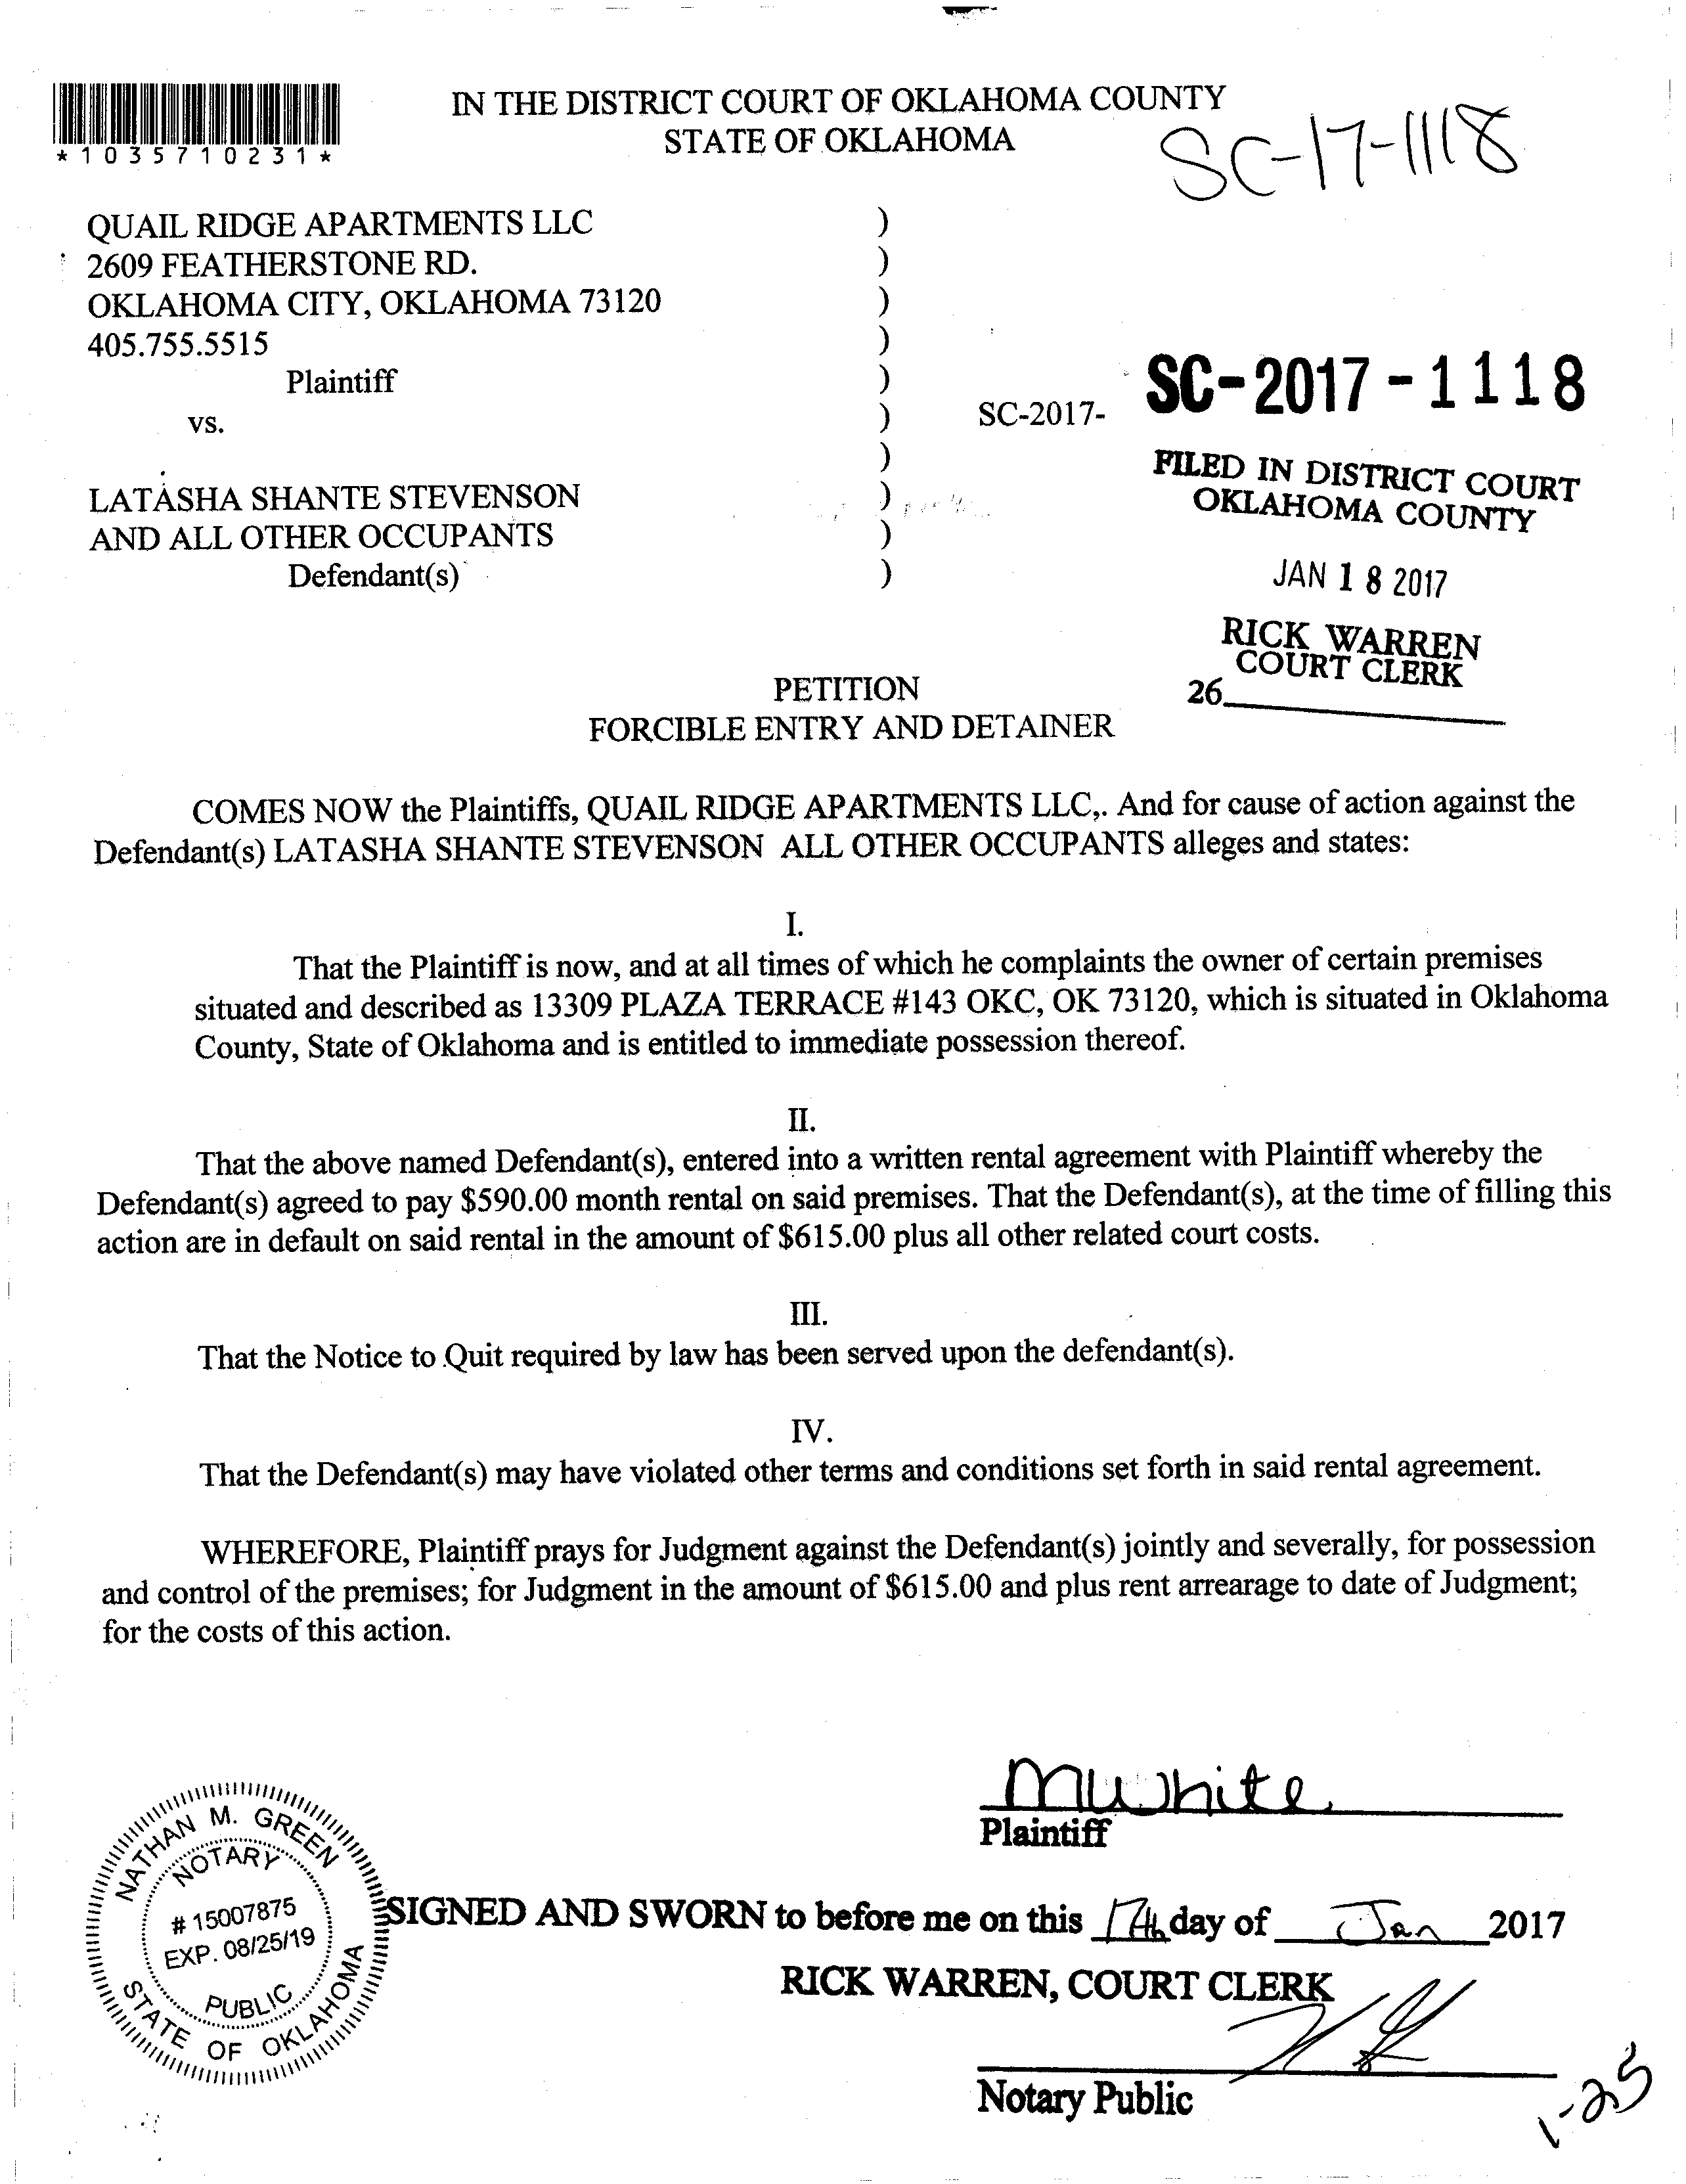 IN THE DISTRICT COURT OF OKLAHOMA COUNTY
STATE OF OKLAHOMA
*1035710231*
SC-17-1118
QUAIL RIDGE APARTMENTS LLC )
2609 FEATHERSTONE RD. )
OKLAHOMA CITY, OKLAHOMA 73120 )
405.755.5515 )
Plaintiff )
vs. ) SC-2017- SC-2017-1118
)
LATASHA SHANTE STEVENSON )
AND ALL OTHER OCCUPANTS )
Defendant(s) )
FILED IN DISTRICT COURT
OKLAHOMA COUNTY
JAN 18 2017
RICK WARREN
COURT CLERK
26
PETITION
FORCIBLE ENTRY AND DETAINER
COMES NOW the Plaintiffs, QUAIL RIDGE APARTMENTS LLC,. And for cause of action against the
Defendant(s) LATASHA SHANTE STEVENSON ALL OTHER OCCUPANTS alleges and states:
I.
That the Plaintiff is now, and at all times of which he complaints the owner of certain premises
situated and described as 13309 PLAZA TERRACE #143 OKC, OK 73120, which is situated in Oklahoma
County, State of Oklahoma and is entitled to immediate possession thereof.
II.
That the above named Defendant(s), entered into a written rental agreement with Plaintiff whereby the
Defendant(s) agreed to pay $590.00 month rental on said premises. That the Defendant(s), at the time of filling this
action are in default on said rental in the amount of $615.00 plus all other related court costs.
III.
That the Notice to Quit required by law has been served upon the defendant(s).
IV.
That the Defendant(s) may have violated other terms and conditions set forth in said rental agreement.
WHEREFORE, Plaintiff prays for Judgment against the Defendant(s) jointly and severally, for possession
and control of the premises; for Judgment in the amount of $615.00 and plus rent arrearage to date of Judgment;
for the costs of this action.
MWhite
Plaintiff
NATHAN M. GREEN
NOTARY
# 15007875
EXP. 08/25/19
PUBLIC
STATE OF OKLAHOMA
SIGNED AND SWORN to before me on this 17th day of Jan 2017
RICK WARREN, COURT CLERK
Notary Public
1-25